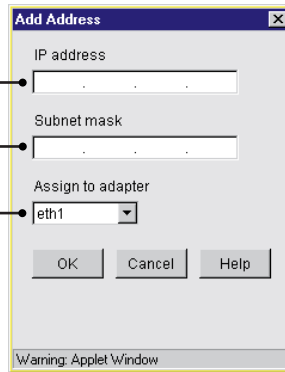 Add Address
IP address
. . .
Subnet mask
. . .
Assign to adapter
eth1
OK Cancel Help
Warning: Applet Window